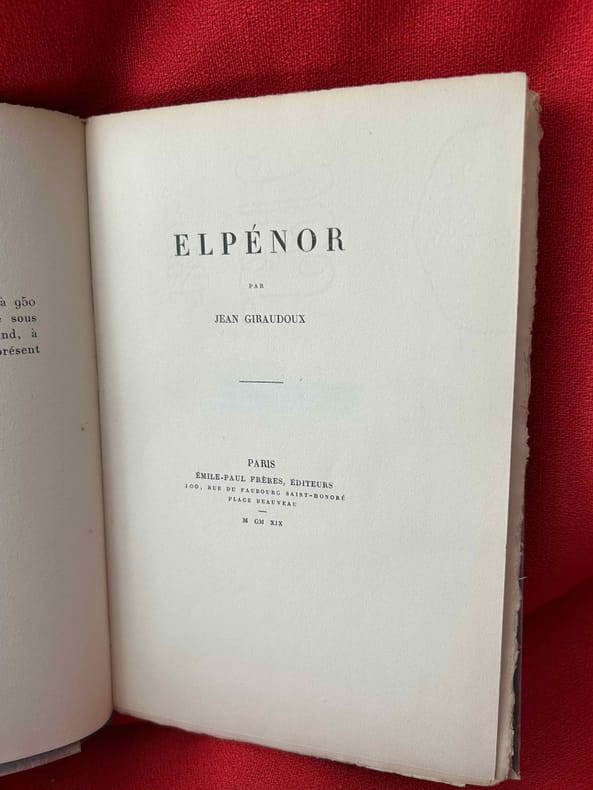 à 950
sous
nd, à
présent
ELPÉNOR
PAR
JEAN GIRAUDOUX
PARIS
ÉMILE-PAUL FRÈRES, ÉDITEURS
100, RUE DU FAUBOURG SAINT-HONORÉ
PLACE BEAUVEAU
M CM XIX